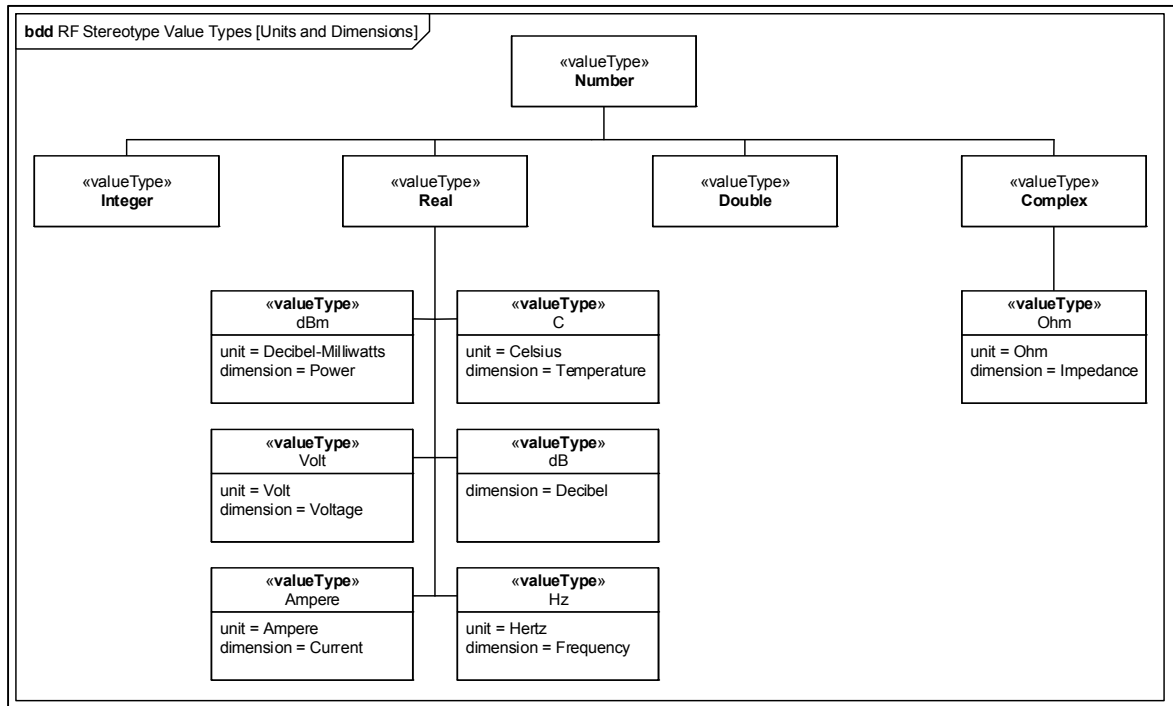 bdd RF Stereotype Value Types [Units and Dimensions]
«valueType»
Number
«valueType»
Integer
«valueType»
Real
«valueType»
Double
«valueType»
Complex
«valueType»
dBm
unit = Decibel-Milliwatts
dimension = Power
«valueType»
C
unit = Celsius
dimension = Temperature
«valueType»
Ohm
unit = Ohm
dimension = Impedance
«valueType»
Volt
unit = Volt
dimension = Voltage
«valueType»
dB
dimension = Decibel
«valueType»
Ampere
unit = Ampere
dimension = Current
«valueType»
Hz
unit = Hertz
dimension = Frequency